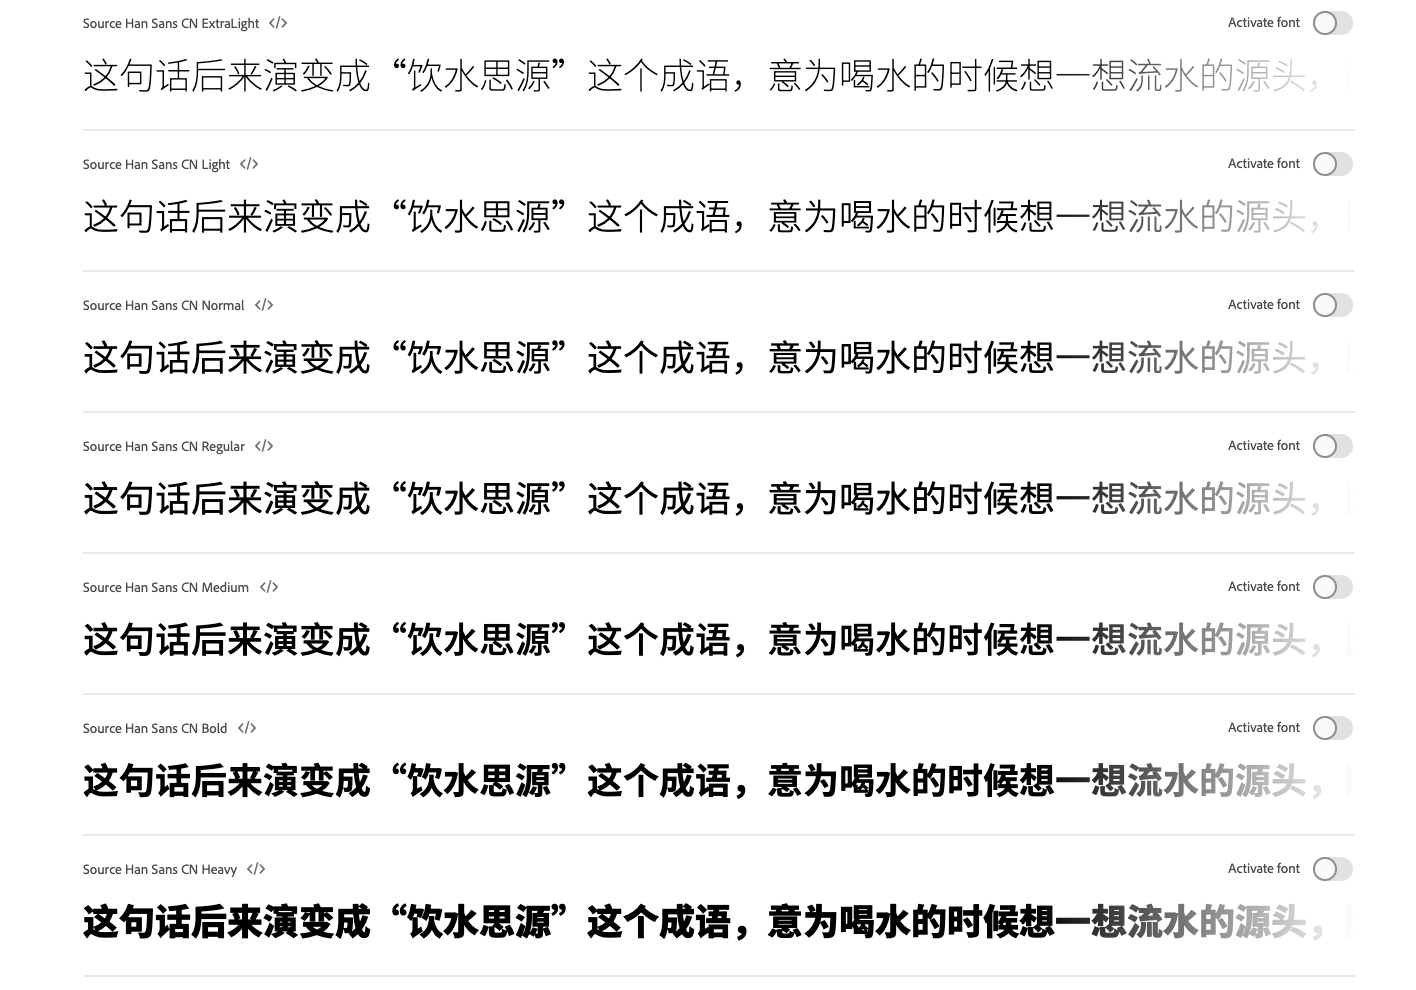 Source Han Sans CN ExtraLight </> Activate font
这句话后来演变成“饮水思源”这个成语，意为喝水的时候想一想流水的源头，
Source Han Sans CN Light </> Activate font
这句话后来演变成“饮水思源”这个成语，意为喝水的时候想一想流水的源头，
Source Han Sans CN Normal </> Activate font
这句话后来演变成“饮水思源”这个成语，意为喝水的时候想一想流水的源头，
Source Han Sans CN Regular </> Activate font
这句话后来演变成“饮水思源”这个成语，意为喝水的时候想一想流水的源头，
Source Han Sans CN Medium </> Activate font
这句话后来演变成“饮水思源”这个成语，意为喝水的时候想一想流水的源头，
Source Han Sans CN Bold </> Activate font
这句话后来演变成“饮水思源”这个成语，意为喝水的时候想一想流水的源头，
Source Han Sans CN Heavy </> Activate font
这句话后来演变成“饮水思源”这个成语，意为喝水的时候想一想流水的源头，